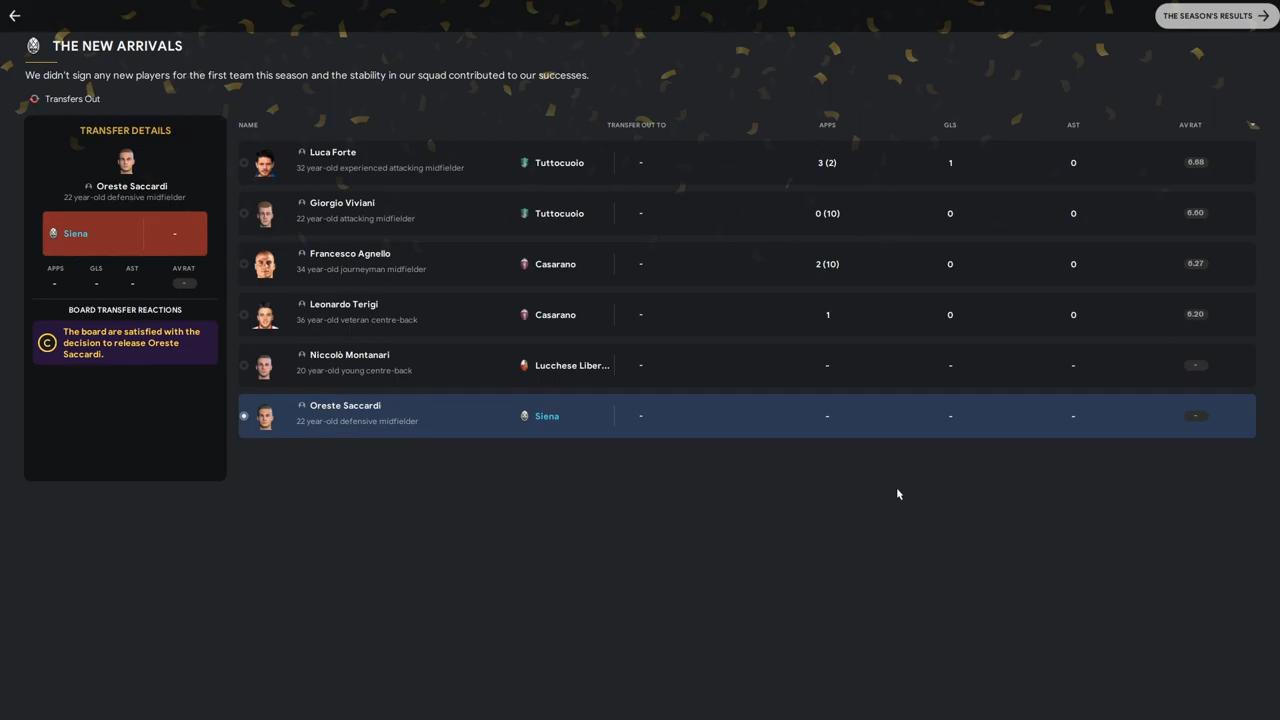 THE SEASON'S RESULTS
THE NEW ARRIVALS
We didn't sign any new players for the first team this season and the stability in our squad contributed to our successes.
Transfers Out
TRANSFER DETAILS
Oreste Saccardi
22 year-old defensive midfielder
Siena -
APPS GLS AST AV RAT
- - - -
BOARD TRANSFER REACTIONS
C
The board are satisfied with the
decision to release Oreste
Saccardi.
NAME TRANSFER OUT TO APPS GLS AST AV RAT
Luca Forte
32 year-old experienced attacking midfielder
Tuttocuoio - 3 (2) 1 0 6.68
Giorgio Viviani
22 year-old attacking midfielder
Tuttocuoio - 0 (10) 0 0 6.60
Francesco Agnello
34 year-old journeyman midfielder
Casarano - 2 (10) 0 0 6.27
Leonardo Terigi
36 year-old veteran centre-back
Casarano - 1 0 0 6.20
Niccolò Montanari
20 year-old young centre-back
Lucchese Liber... - - - - -
Oreste Saccardi
22 year-old defensive midfielder
Siena - - - - -